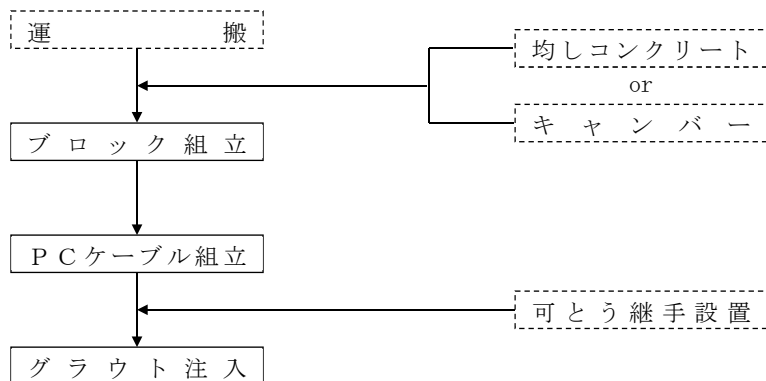 運搬
均しコンクリート
or
キャンバー
ブロック組立
ＰＣケーブル組立
可とう継手設置
グラウト注入